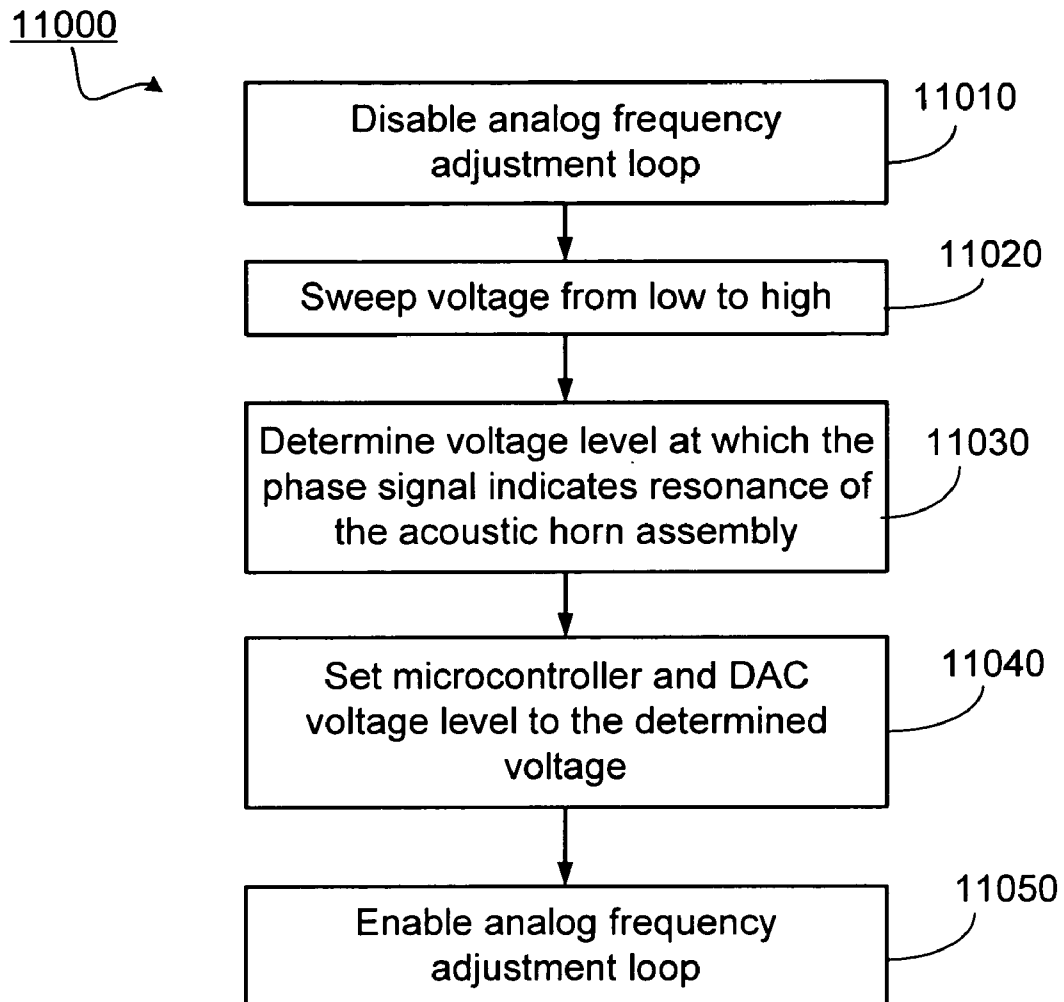 11000
Disable analog frequency
adjustment loop
11010
Sweep voltage from low to high
11020
Determine voltage level at which the
phase signal indicates resonance of
the acoustic horn assembly
11030
Set microcontroller and DAC
voltage level to the determined
voltage
11040
Enable analog frequency
adjustment loop
11050